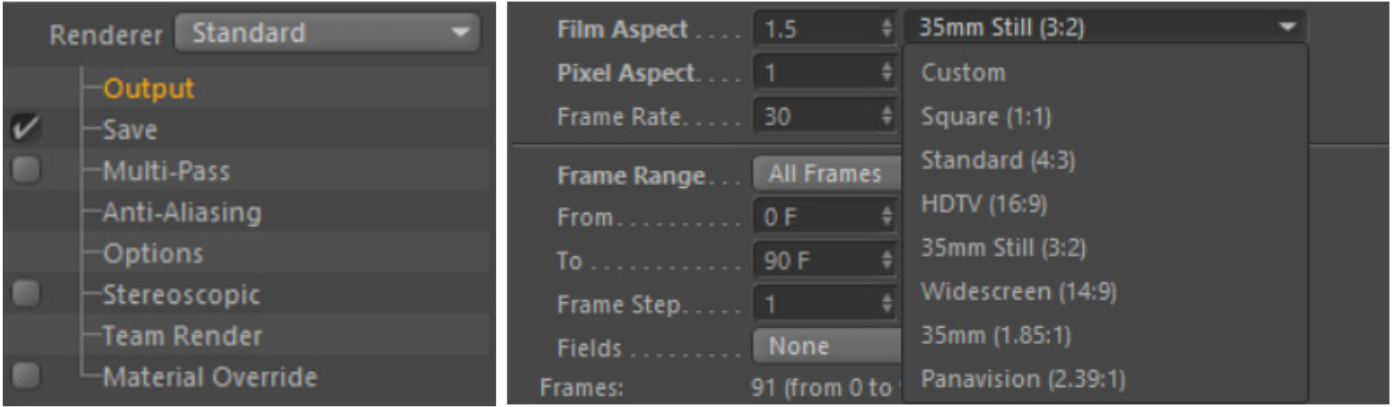 Renderer Standard
Output
Save
Multi-Pass
Anti-Aliasing
Options
Stereoscopic
Team Render
Material Override
Film Aspect . . . . 1.5 35mm Still (3:2)
Pixel Aspect. . . . 1
Frame Rate. . . . . 30
Frame Range. . . All Frames
From. . . . . . . . . . 0 F
To . . . . . . . . . . . . 90 F
Frame Step. . . . . 1
Fields . . . . . . . . . None
Frames: 91 (from 0 to
Custom
Square (1:1)
Standard (4:3)
HDTV (16:9)
35mm Still (3:2)
Widescreen (14:9)
35mm (1.85:1)
Panavision (2.39:1)